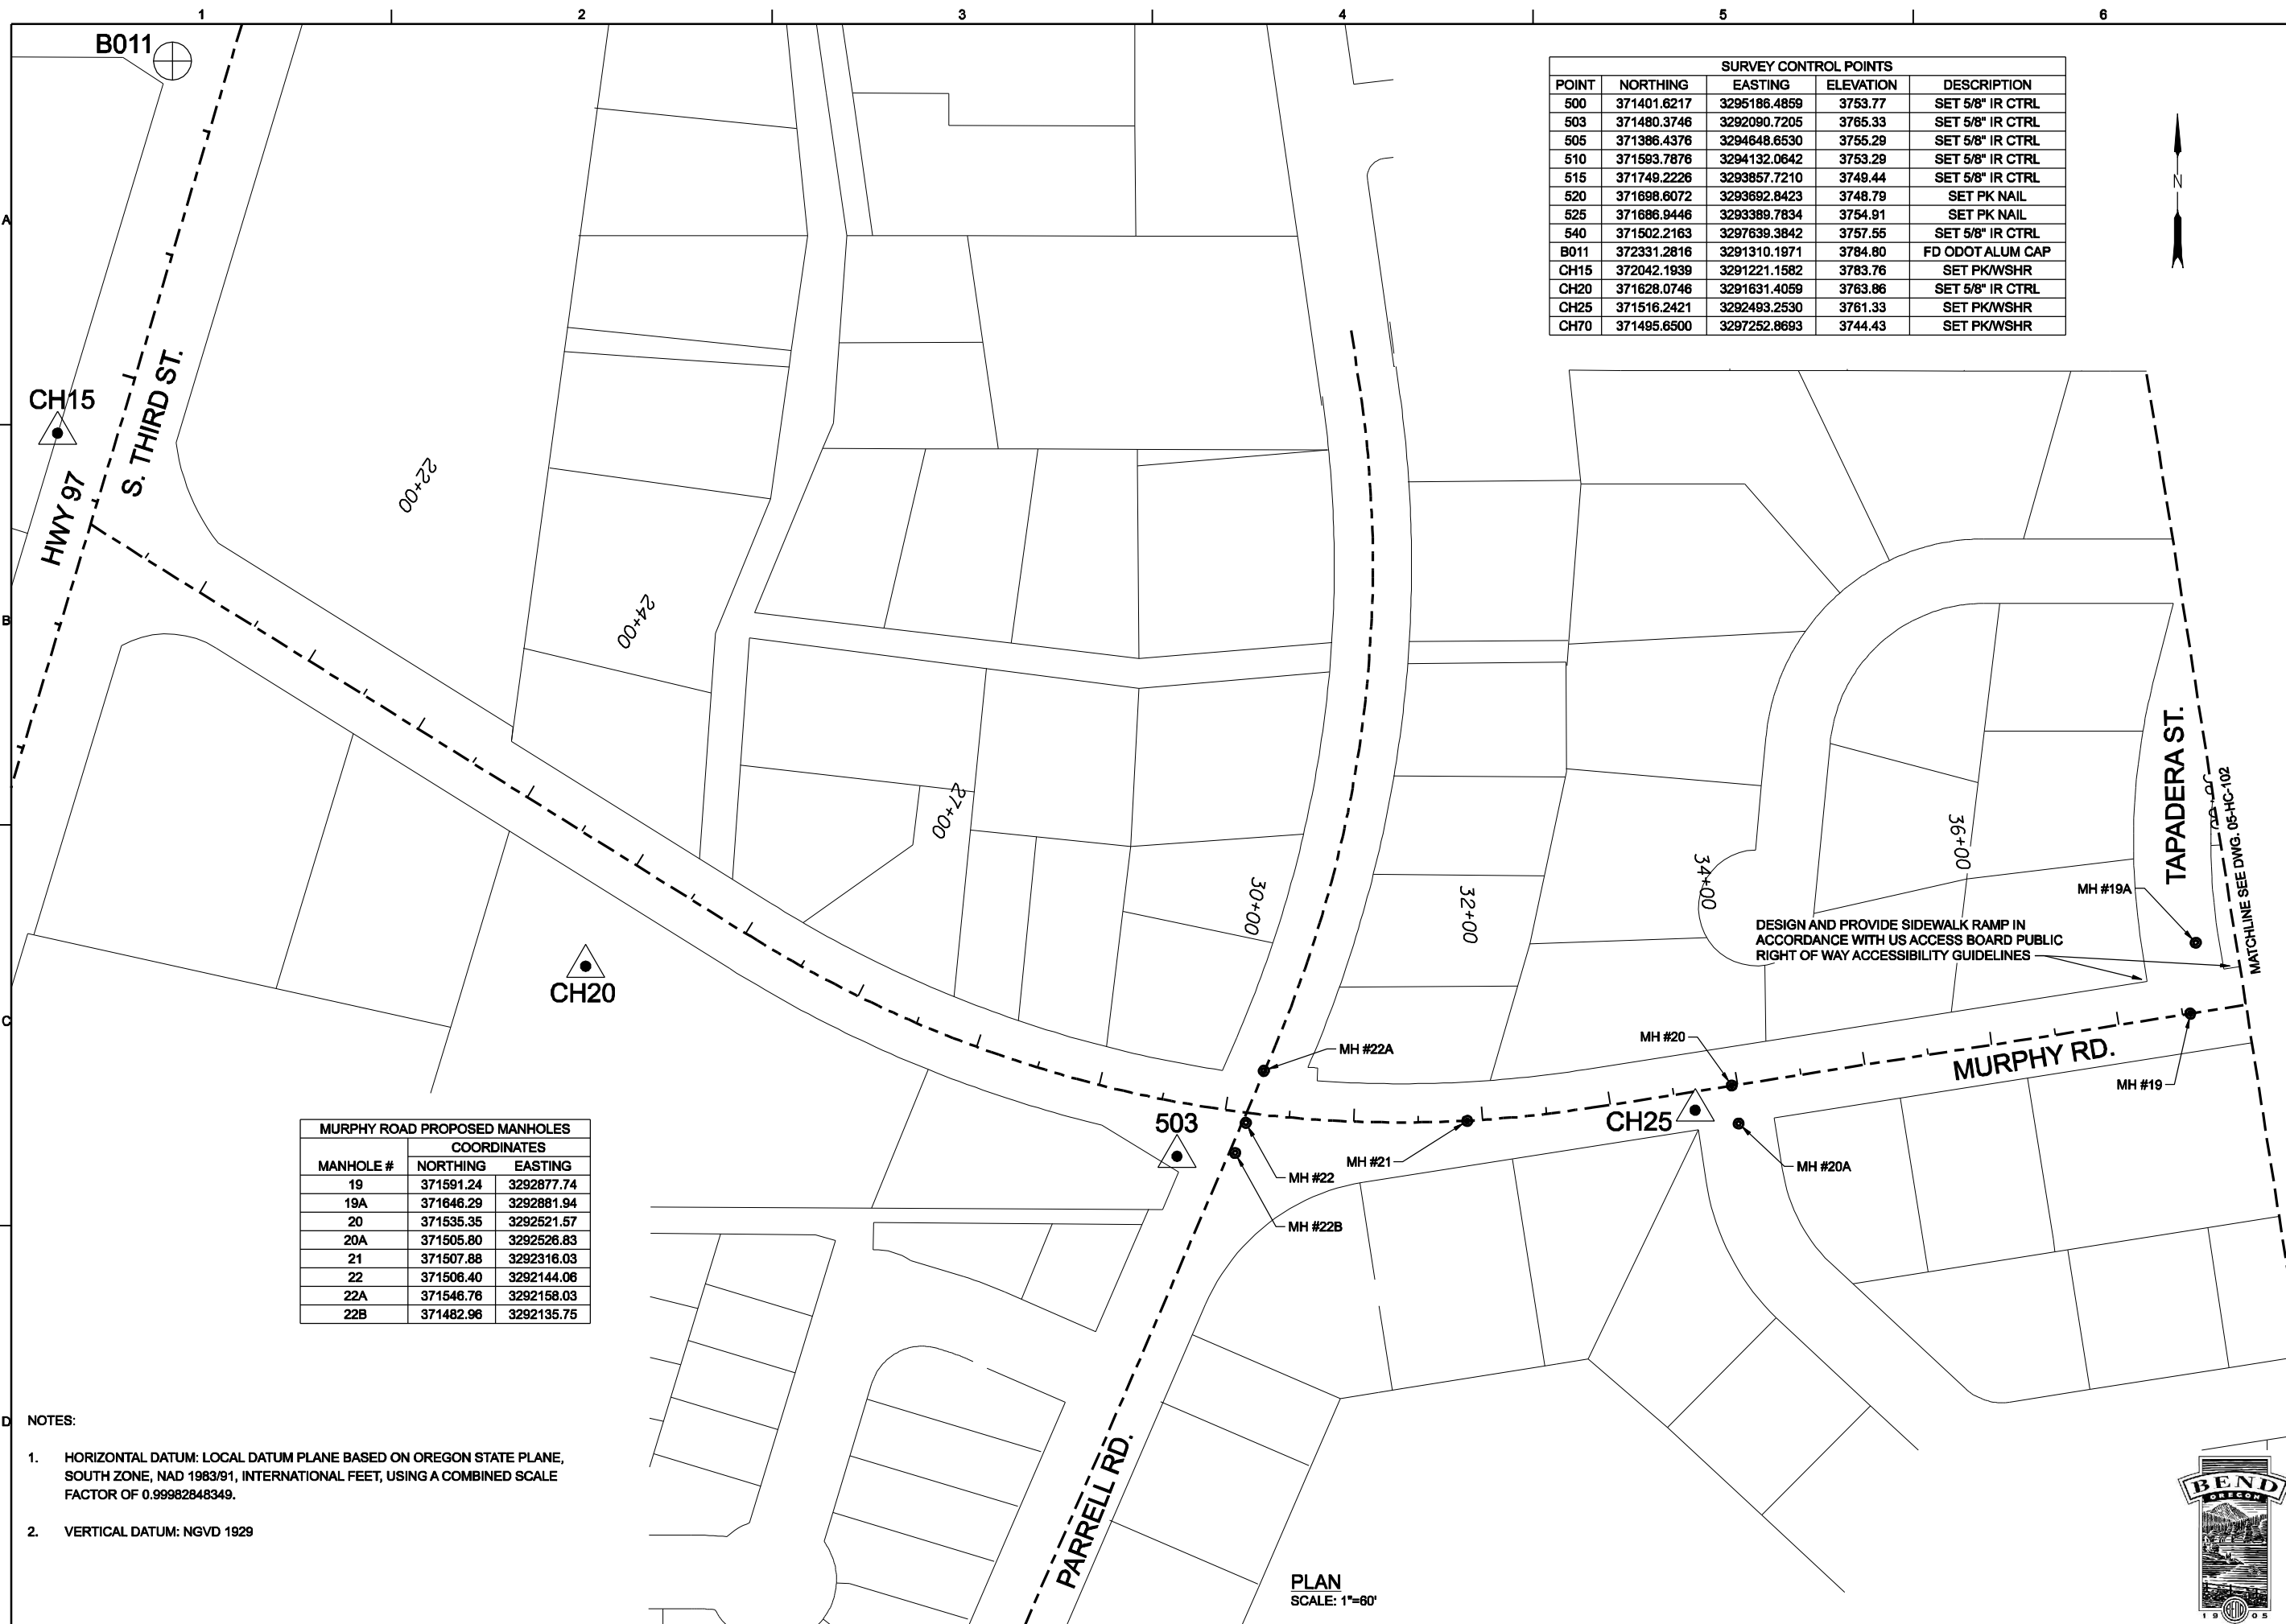 1 2 3 4 5 6
B011
SURVEY CONTROL POINTS
POINT NORTHING EASTING ELEVATION DESCRIPTION
500 371401.6217 3295186.4859 3753.77 SET 5/8" IR CTRL
503 371480.3746 3292090.7205 3765.33 SET 5/8" IR CTRL
505 371386.4376 3294648.6530 3755.29 SET 5/8" IR CTRL
510 371593.7876 3294132.0642 3753.29 SET 5/8" IR CTRL
515 371749.2226 3293857.7210 3749.44 SET 5/8" IR CTRL
520 371698.6072 3293692.8423 3748.79 SET PK NAIL
525 371686.9446 3293389.7834 3754.91 SET PK NAIL
540 371502.2163 3297639.3842 3757.55 SET 5/8" IR CTRL
B011 372331.2816 3291310.1971 3784.80 FD ODOT ALUM CAP
CH15 372042.1939 3291221.1582 3783.76 SET PK/WSHR
CH20 371628.0746 3291631.4059 3763.86 SET 5/8" IR CTRL
CH25 371516.2421 3292493.2530 3761.33 SET PK/WSHR
CH70 371495.6500 3297252.8693 3744.43 SET PK/WSHR
N
A
CH15
S. THIRD ST.
HWY 97
22+00
B
24+00
27+00
30+00
32+00
34+00
36+00
TAPADERA ST.
MATCHLINE SEE DWG. 05-HC-102
MH #19A
DESIGN AND PROVIDE SIDEWALK RAMP IN
ACCORDANCE WITH US ACCESS BOARD PUBLIC
RIGHT OF WAY ACCESSIBILITY GUIDELINES
CH20
C
MH #22A
MH #20
MURPHY RD.
MH #19
503
CH25
MH #21
MH #22
MH #20A
MH #22B
MURPHY ROAD PROPOSED MANHOLES
COORDINATES
MANHOLE # NORTHING EASTING
19 371591.24 3292877.74
19A 371646.29 3292881.94
20 371535.35 3292521.57
20A 371505.80 3292526.83
21 371507.88 3292316.03
22 371506.40 3292144.06
22A 371546.76 3292158.03
22B 371482.96 3292135.75
D
NOTES:
1. HORIZONTAL DATUM: LOCAL DATUM PLANE BASED ON OREGON STATE PLANE,
SOUTH ZONE, NAD 1983/91, INTERNATIONAL FEET, USING A COMBINED SCALE
FACTOR OF 0.99982848349.
2. VERTICAL DATUM: NGVD 1929
PARRELL RD.
PLAN
SCALE: 1"=60'
BEND
OREGON
1905